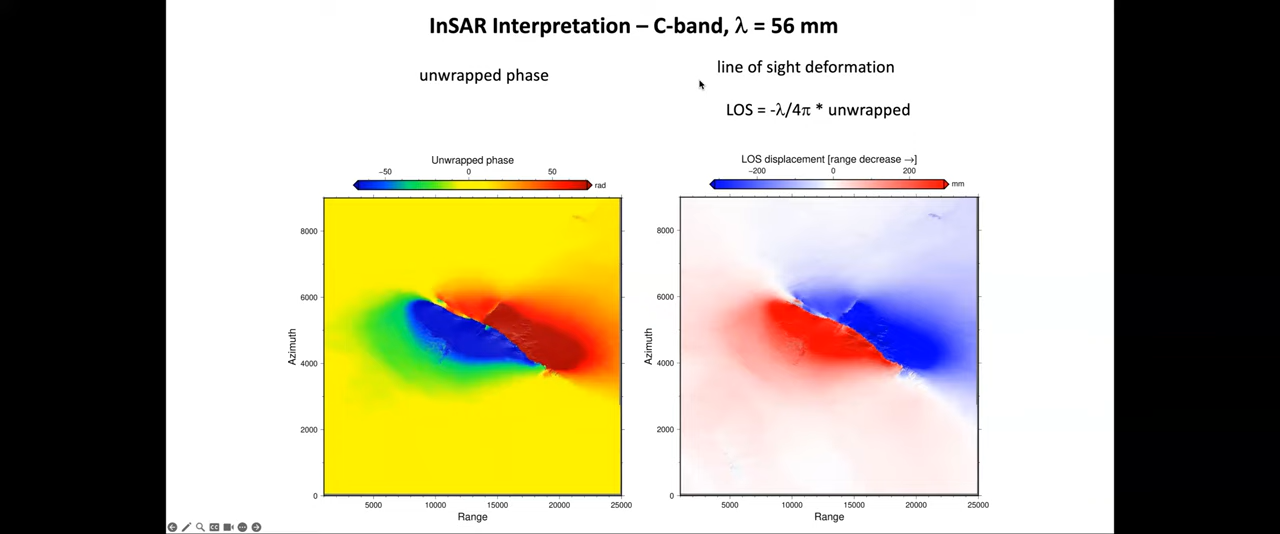 InSAR Interpretation – C-band, λ = 56 mm
unwrapped phase
line of sight deformation
LOS = -λ/4π * unwrapped
Unwrapped phase
−50 0 50 rad
8000
6000
4000
2000
0
Azimuth
5000 10000 15000 20000 25000
Range
LOS displacement [range decrease →]
−200 0 200 mm
8000
6000
4000
2000
0
Azimuth
5000 10000 15000 20000 25000
Range